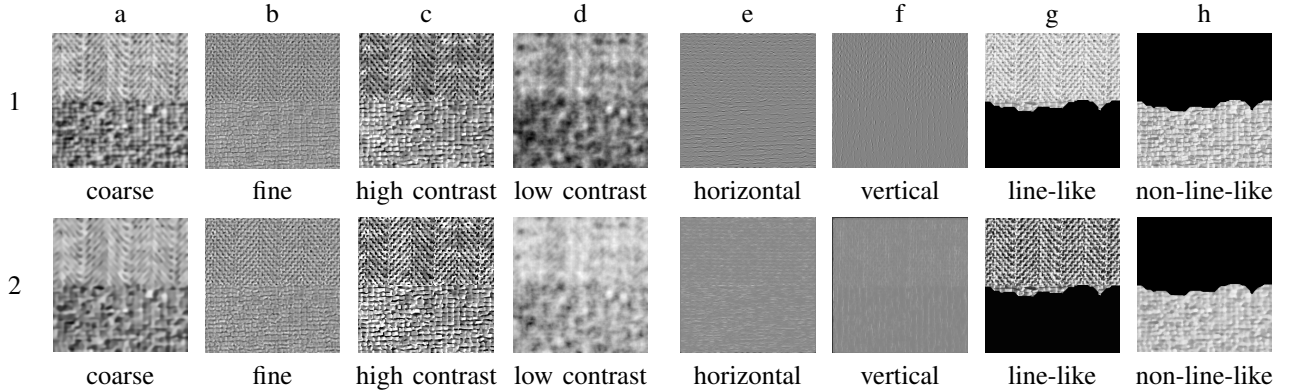 a b c d e f g h
1
coarse fine high contrast low contrast horizontal vertical line-like non-line-like
2
coarse fine high contrast low contrast horizontal vertical line-like non-line-like